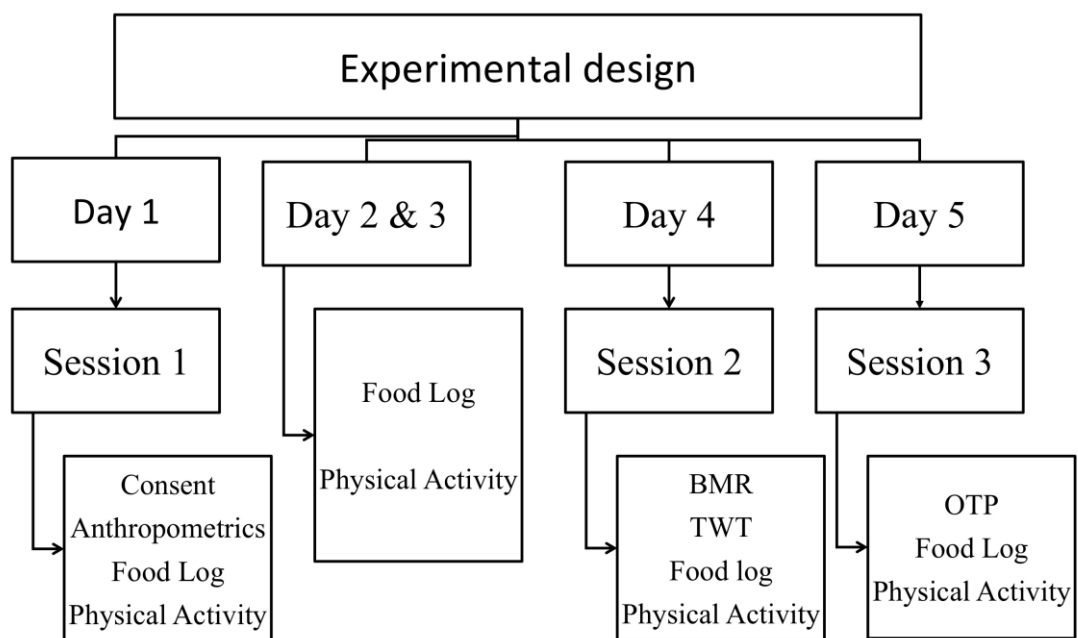 Experimental design
Day 1
Day 2 & 3
Day 4
Day 5
Session 1
Food Log
Physical Activity
Session 2
Session 3
Consent
Anthropometrics
Food Log
Physical Activity
BMR
TWT
Food log
Physical Activity
OTP
Food Log
Physical Activity